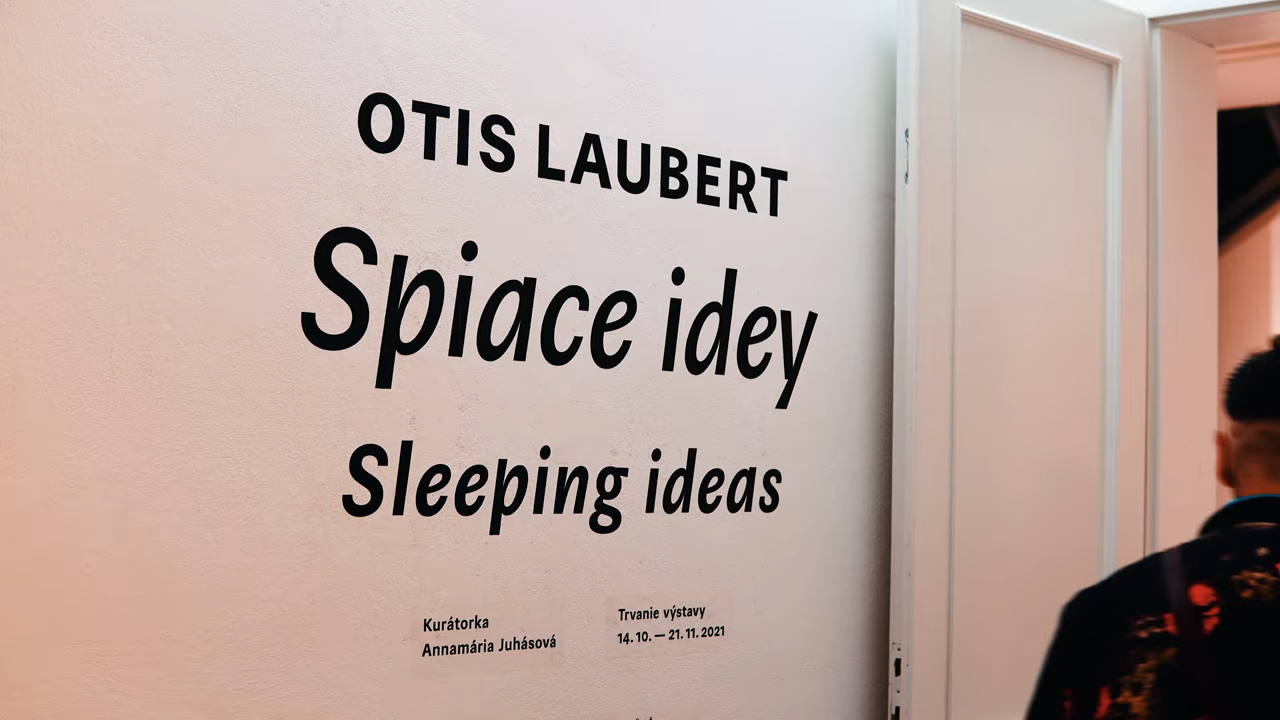 OTIS LAUBERT
Spiace idey
Sleeping ideas
Kurátorka
Annamária Juhásová
Trvanie výstavy
14. 10. — 21. 11. 2021